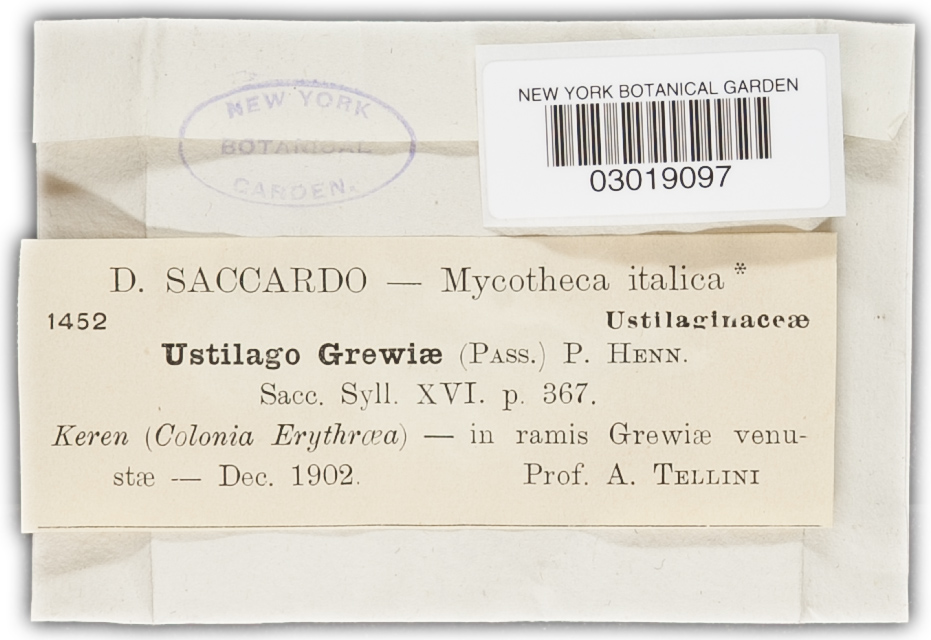 NEW YORK
BOTANICAL
GARDEN.
NEW YORK BOTANICAL GARDEN
03019097
D. SACCARDO — Mycotheca italica*
1452 Ustilaginaceæ
Ustilago Grewiæ (PASS.) P. HENN.
Sacc. Syll. XVI. p. 367.
Keren (Colonia Erythræa) — in ramis Grewiæ venu-
stæ — Dec. 1902. Prof. A. TELLINI